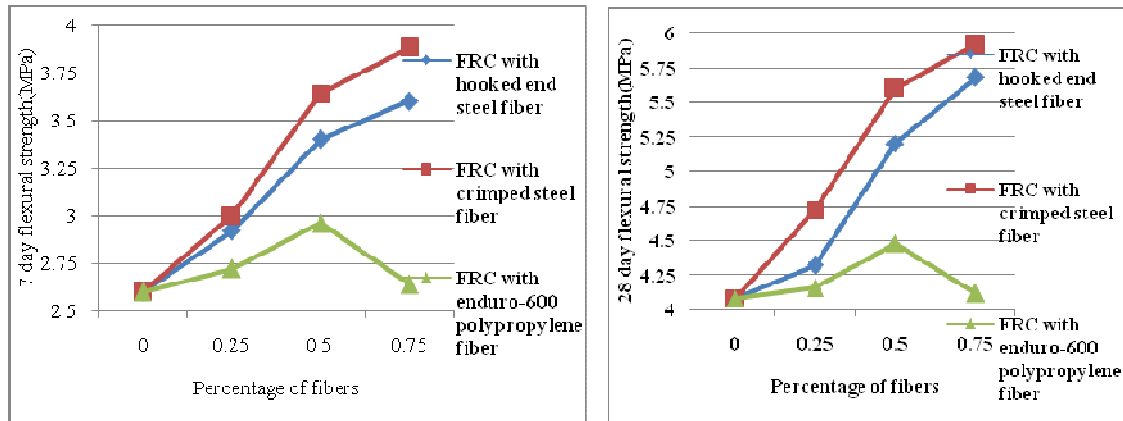 4
3.75
3 5
3.25
3
2.75
2 5
7 day flexural strength(MPa)
0 0.25 0.5 0.75
Percentage of fibers
FRC with
hooked end
steel fiber
FRC with
crimped steel
fiber
FRC with
enduro-600
polypropylene
fiber
6
5.75
5.5
5.25
5
4.75
4.5
4.25
4
28 day flexural strength(MPa)
0 0.25 0.5 0.75
Percentage of fibers
FRC with
hooked end
steel fiber
FRC with
crimped steel
fiber
FRC with
enduro-600
polypropylene
fiber